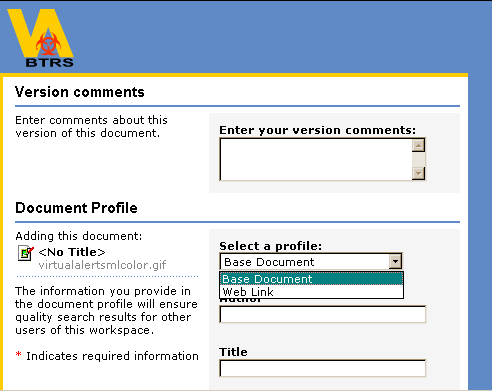 VA
BTRS
Version comments
Enter comments about this
version of this document.
Enter your version comments:
Document Profile
Adding this document:
<No Title>
virtualalertsmlcolor.gif
The information you provide in
the document profile will ensure
quality search results for other
users of this workspace.
* Indicates required information
Select a profile:
Base Document
Base Document
Web Link
Author
Title